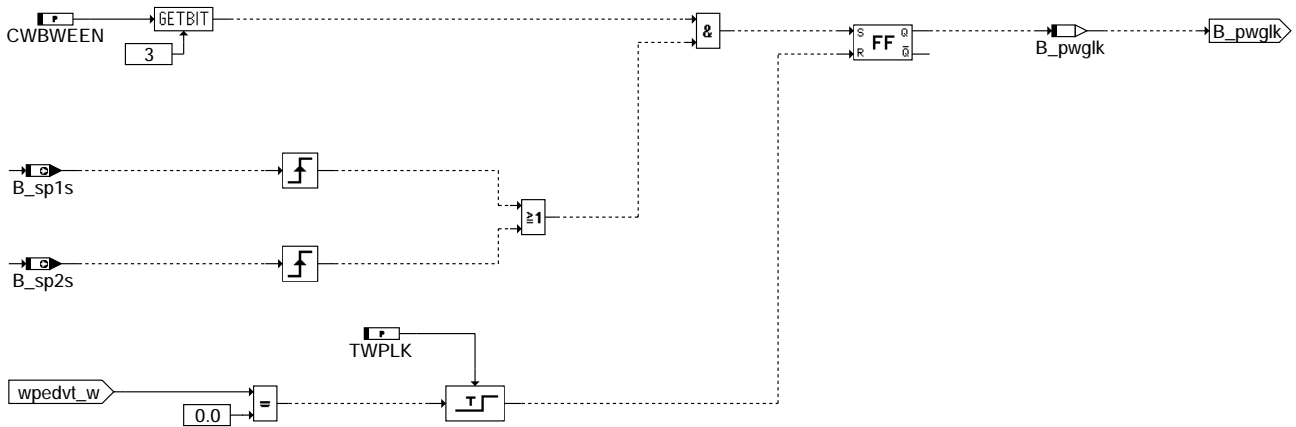 P
GETBIT
CWBWEEN
3
&
S Q
FF
R Q̅
B_pwglk
B_pwglk
B_sp1s
≧1
B_sp2s
P
TWPLK
wpedvt_w
T
0.0
=